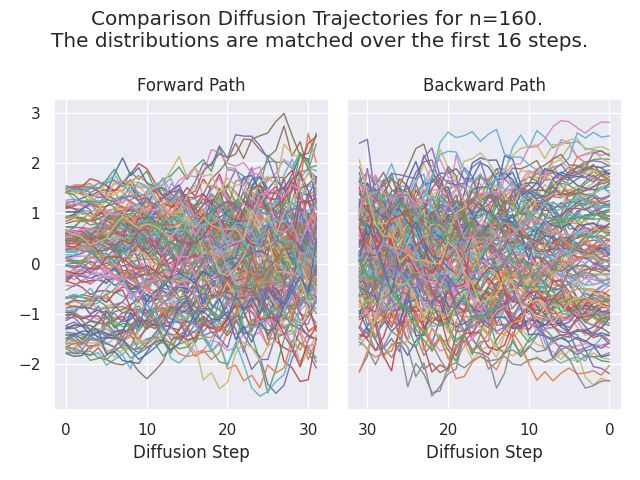 Comparison Diffusion Trajectories for n=160.
The distributions are matched over the first 16 steps.
Forward Path
Backward Path
3
2
1
0
−1
−2
0 10 20 30
30 20 10 0
Diffusion Step
Diffusion Step